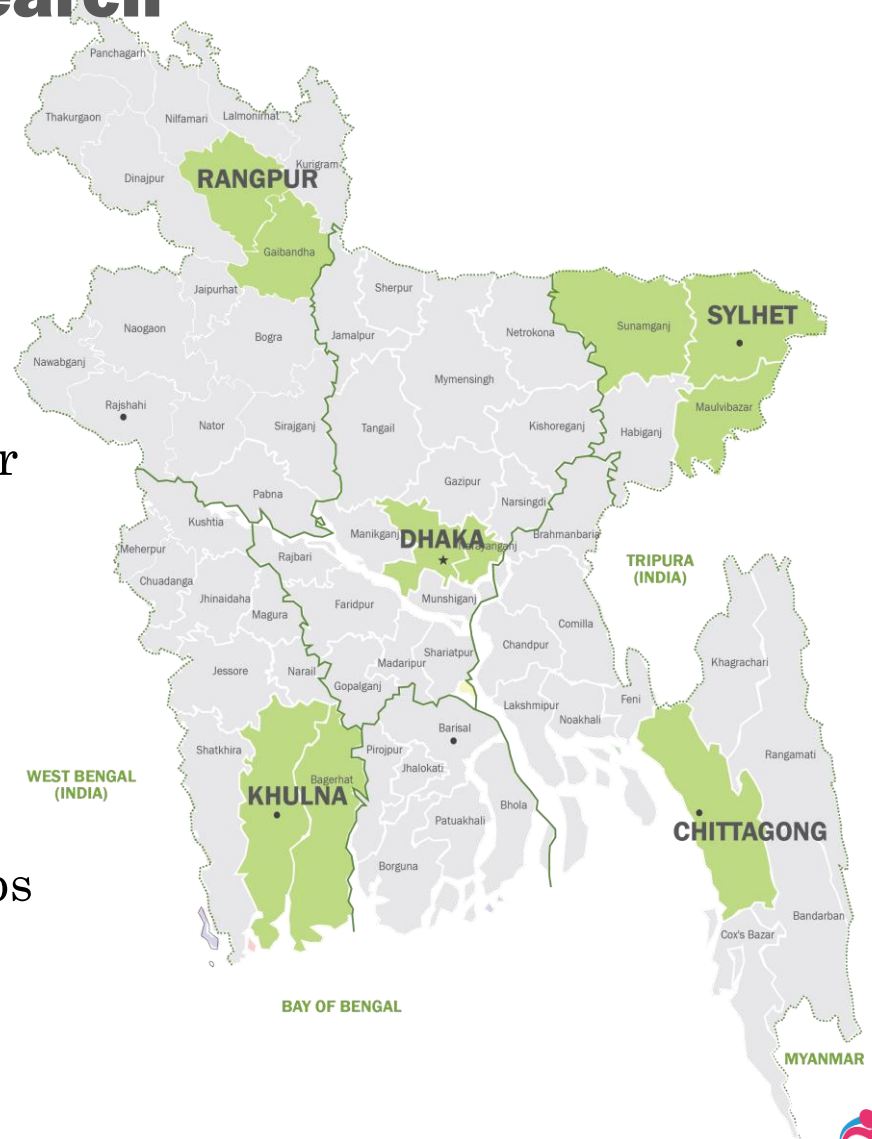 earch
Panchagarh
Thakurgaon
Nilfamari
Lalmonirhat
Kurigram
Dinajpur
RANGPUR
Gaibandha
Jaipurhat
Sherpur
Naogaon
Bogra
Jamalpur
Netrokona
Sunamganj
SYLHET
Nawabganj
Mymensingh
Rajshahi
Maulvibazar
Nator
Sirajganj
Tangail
Kishoreganj
Habiganj
r
Gazipur
Pabna
Narsingdi
Kushtia
Manikganj
DHAKA
Narayanganj
Brahmanbaria
Meherpur
Rajbari
TRIPURA
(INDIA)
Chuadanga
Jhinaidaha
Magura
Faridpur
Munshiganj
Comilla
Chandpur
Shariatpur
Madaripur
Khagrachari
Jessore
Narail
Gopalganj
Lakshmipur
Noakhali
Feni
Barisal
Shatkhira
Pirojpur
Rangamati
Jhalokati
WEST BENGAL
(INDIA)
Bagerhat
KHULNA
Bhola
Patuakhali
CHITTAGONG
Borguna
os
Bandarban
Cox's Bazar
BAY OF BENGAL
MYANMAR